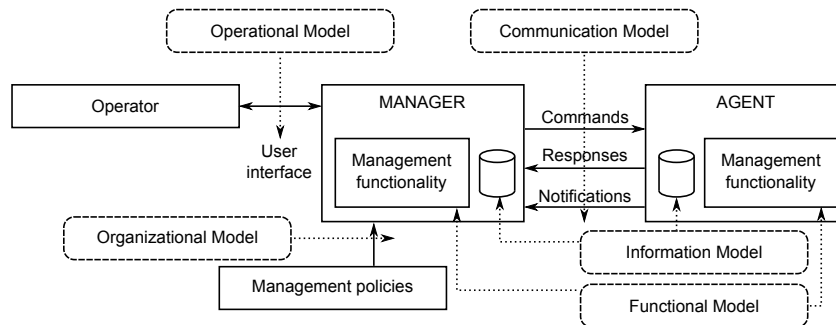 Operational Model
Communication Model
Operator
MANAGER
AGENT
Commands
User
interface
Management
functionality
Responses
Management
functionality
Notifications
Organizational Model
Information Model
Management policies
Functional Model